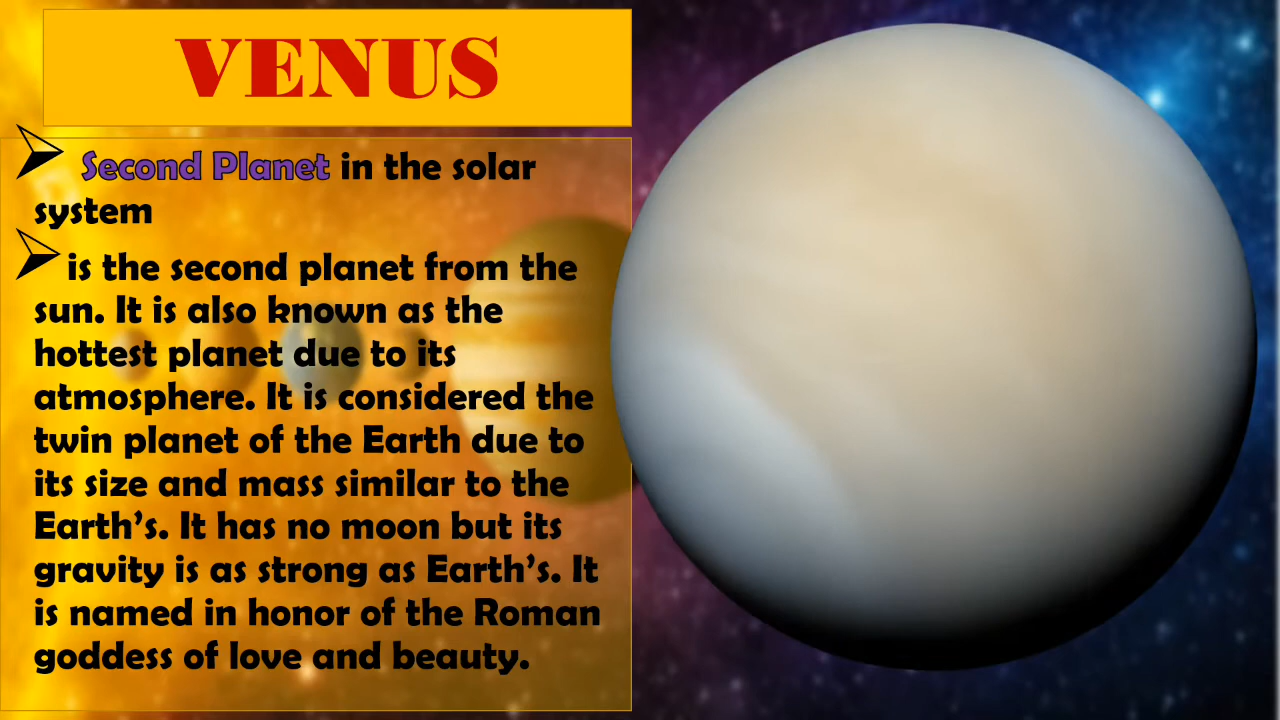 VENUS
Second Planet in the solar
system
is the second planet from the
sun. It is also known as the
hottest planet due to its
atmosphere. It is considered the
twin planet of the Earth due to
its size and mass similar to the
Earth's. It has no moon but its
gravity is as strong as Earth's. It
is named in honor of the Roman
goddess of love and beauty.